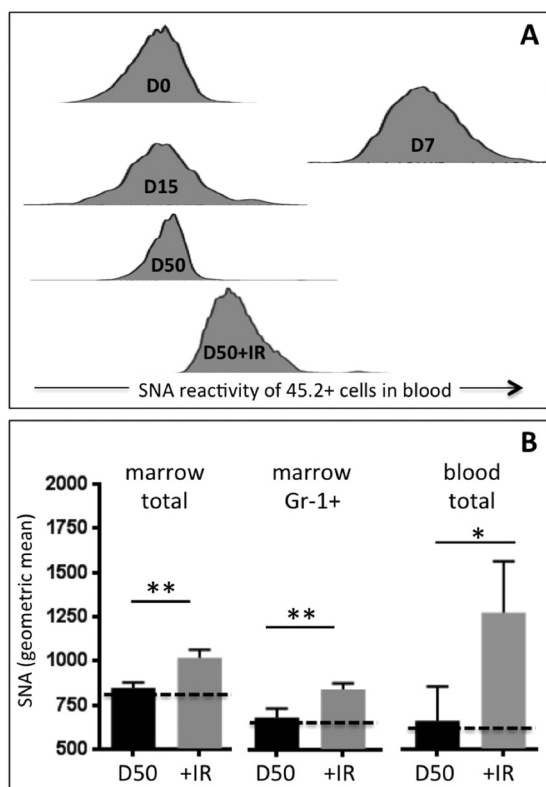 A
D0
D7
D15
D50
D50+IR
SNA reactivity of 45.2+ cells in blood
B
marrow total
marrow Gr-1+
blood total
SNA (geometric mean)
2000
1750
1500
1250
1000
750
500
**
**
*
D50 +IR D50 +IR D50 +IR